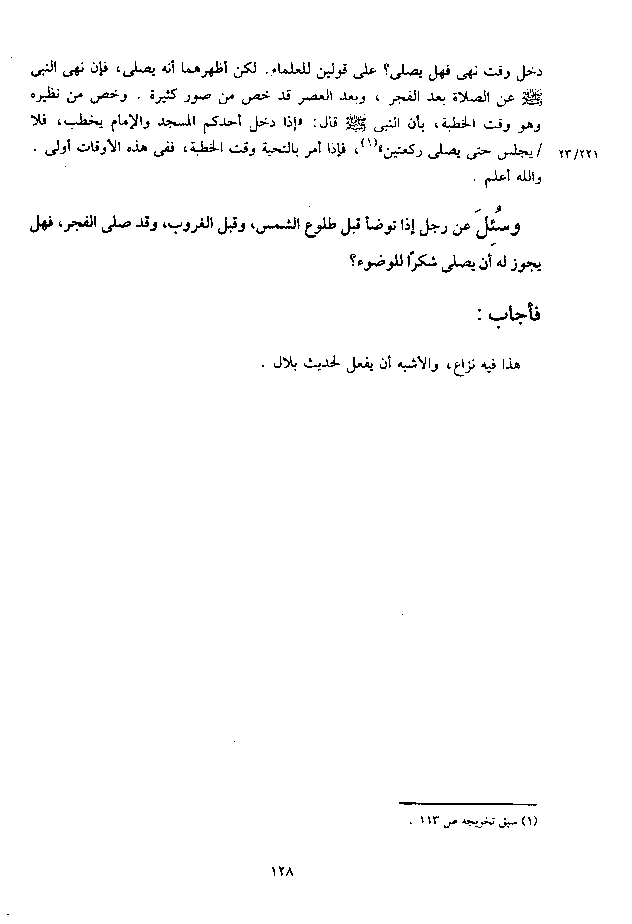 دخل وقت نهى فهل يصلى؟ على قولين للعلماء. لكن أظهرهما أنه يصلى، فإن نهى النبى
ﷺ عن الصلاة بعد الفجر ، وبعد العصر قد خص من صور كثيرة . وخص من نظيره
وهو وقت الخطبة، بأن النبى ﷺ قال: «إذا دخل أحدكم المسجد والإمام يخطب، فلا
/ يجلس حتى يصلى ركعتين»(١)، فإذا أمر بالتحية وقت الخطبة، ففى هذه الأوقات أولى . ٢٣/٢٢١
والله أعلم .
وسُئِلَ عن رجل إذا توضأ قبل طلوع الشمس، وقبل الغروب، وقد صلى الفجر، فهل
يجوز له أن يصلى شكرًا للوضوء؟
فأجاب :
هذا فيه نزاع، والأشبه أن يفعل لحديث بلال .
(١) سبق تخريجه ص ١١٣ .
١٢٨